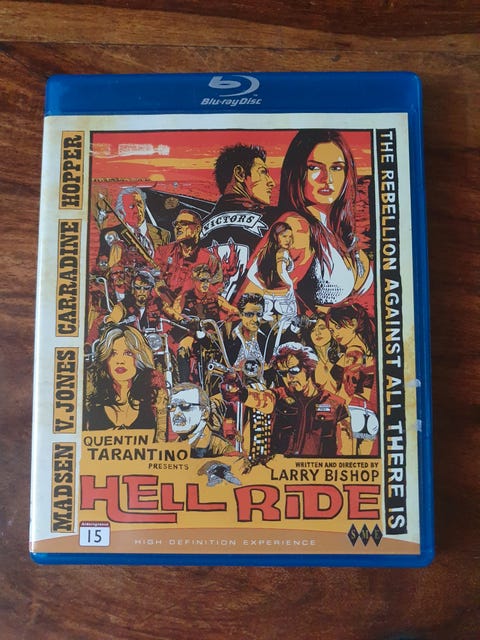 Blu-ray Disc
MADSEN V. JONES CARRADINE HOPPER
THE REBELLION AGAINST ALL THERE IS
VICTORS
QUENTIN
TARANTINO
PRESENTS
WRITTEN AND DIRECTED BY
LARRY BISHOP
HELL RIDE
Aldersgrense
15
HIGH DEFINITION EXPERIENCE
S M E